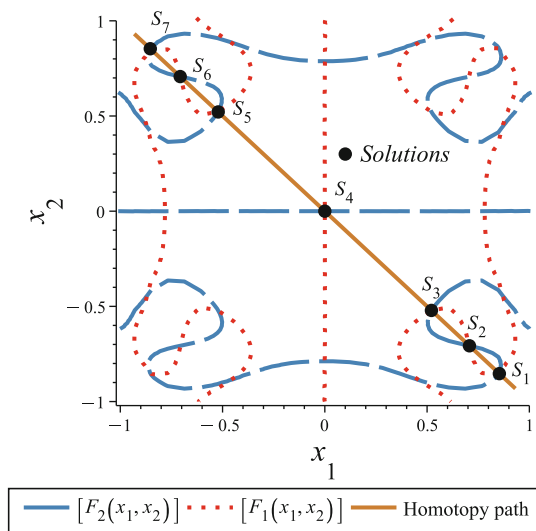 S₇
1
S₆
S₅
0.5
Solutions
S₄
x₂
0
S₃
−0.5
S₂
S₁
−1
−1
−0.5
0
0.5
1
x₁
[F₂(x₁, x₂)] [F₁(x₁, x₂)] Homotopy path